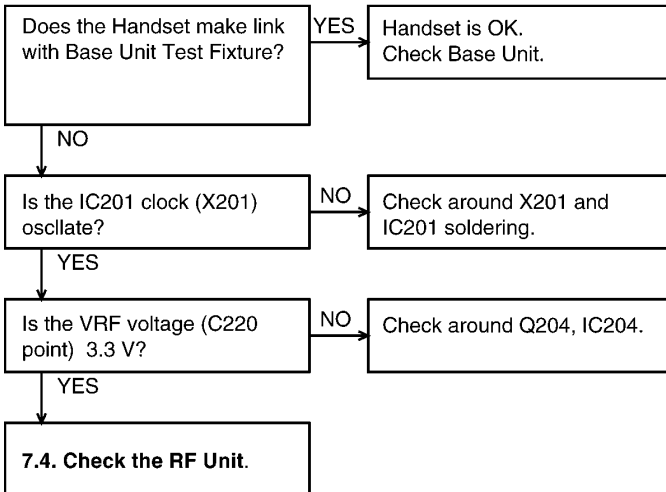 Does the Handset make link
with Base Unit Test Fixture?
YES
Handset is OK.
Check Base Unit.
NO
Is the IC201 clock (X201)
oscllate?
NO
Check around X201 and
IC201 soldering.
YES
Is the VRF voltage (C220
point) 3.3 V?
NO
Check around Q204, IC204.
YES
7.4. Check the RF Unit.